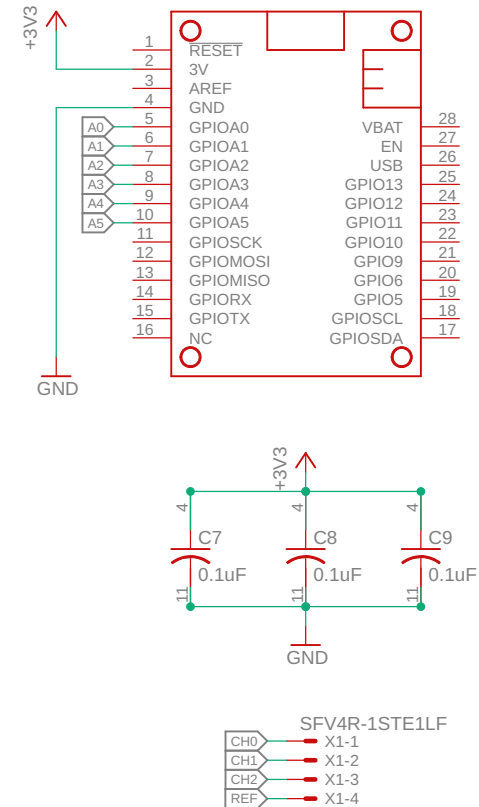 +3V3
1 RESET
2 3V
3 AREF
4 GND
A0 5 GPIOA0 VBAT 28
A1 6 GPIOA1 EN 27
A2 7 GPIOA2 USB 26
A3 8 GPIOA3 GPIO13 25
A4 9 GPIOA4 GPIO12 24
A5 10 GPIOA5 GPIO11 23
11 GPIOSCK GPIO10 22
12 GPIOMOSI GPIO9 21
13 GPIOMISO GPIO6 20
14 GPIORX GPIO5 19
15 GPIOTX GPIOSCL 18
16 NC GPIOSDA 17
GND
+3V3
4 4 4
C7 C8 C9
0.1uF 0.1uF 0.1uF
11 11 11
GND
SFV4R-1STE1LF
CH0 X1-1
CH1 X1-2
CH2 X1-3
REF X1-4